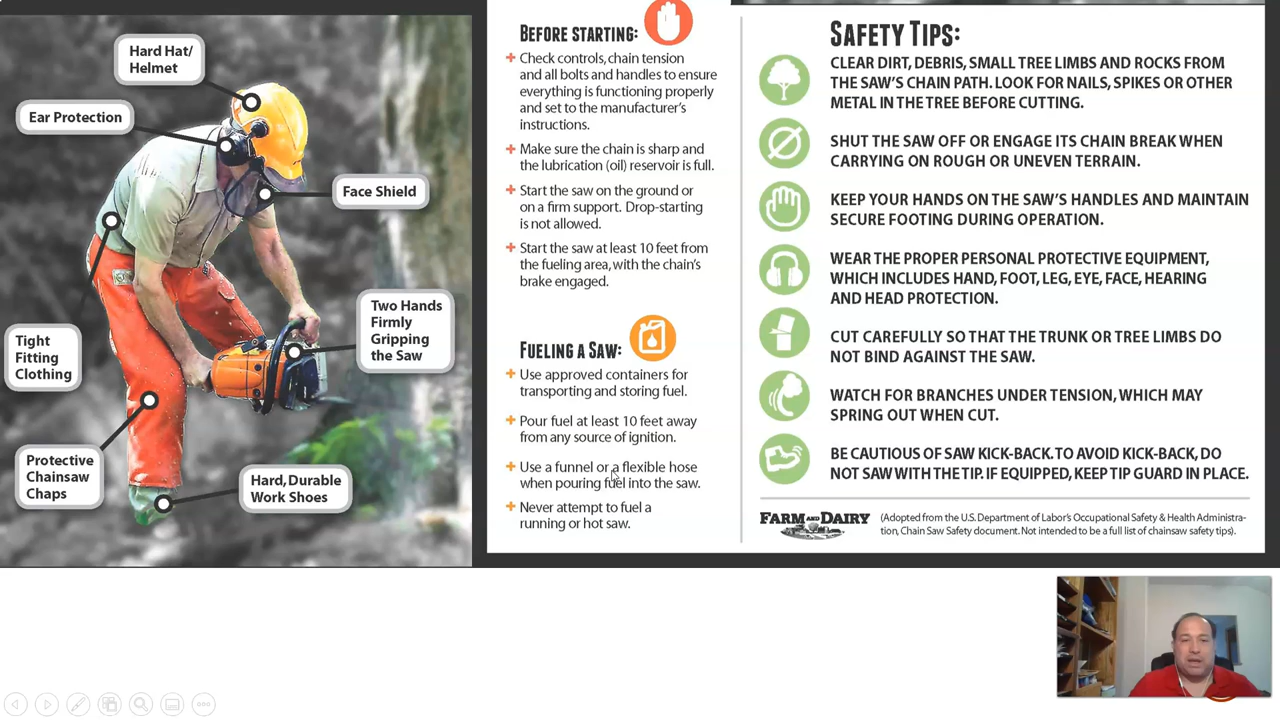 Hard Hat/
Helmet
Ear Protection
Face Shield
Two Hands
Firmly
Gripping
the Saw
Tight
Fitting
Clothing
Protective
Chainsaw
Chaps
Hard, Durable
Work Shoes
BEFORE STARTING:
Check controls, chain tension
and all bolts and handles to ensure
everything is functioning properly
and set to the manufacturer's
instructions.
Make sure the chain is sharp and
the lubrication (oil) reservoir is full.
Start the saw on the ground or
on a firm support. Drop-starting
is not allowed.
Start the saw at least 10 feet from
the fueling area, with the chain's
brake engaged.
FUELING A SAW:
Use approved containers for
transporting and storing fuel.
Pour fuel at least 10 feet away
from any source of ignition.
Use a funnel or a flexible hose
when pouring fuel into the saw.
Never attempt to fuel a
running or hot saw.
SAFETY TIPS:
CLEAR DIRT, DEBRIS, SMALL TREE LIMBS AND ROCKS FROM
THE SAW'S CHAIN PATH. LOOK FOR NAILS, SPIKES OR OTHER
METAL IN THE TREE BEFORE CUTTING.
SHUT THE SAW OFF OR ENGAGE ITS CHAIN BREAK WHEN
CARRYING ON ROUGH OR UNEVEN TERRAIN.
KEEP YOUR HANDS ON THE SAW'S HANDLES AND MAINTAIN
SECURE FOOTING DURING OPERATION.
WEAR THE PROPER PERSONAL PROTECTIVE EQUIPMENT,
WHICH INCLUDES HAND, FOOT, LEG, EYE, FACE, HEARING
AND HEAD PROTECTION.
CUT CAREFULLY SO THAT THE TRUNK OR TREE LIMBS DO
NOT BIND AGAINST THE SAW.
WATCH FOR BRANCHES UNDER TENSION, WHICH MAY
SPRING OUT WHEN CUT.
BE CAUTIOUS OF SAW KICK-BACK. TO AVOID KICK-BACK, DO
NOT SAW WITH THE TIP. IF EQUIPPED, KEEP TIP GUARD IN PLACE.
FARM AND DAIRY
(Adopted from the U.S. Department of Labor's Occupational Safety & Health Administra-
tion, Chain Saw Safety document. Not intended to be a full list of chainsaw safety tips).